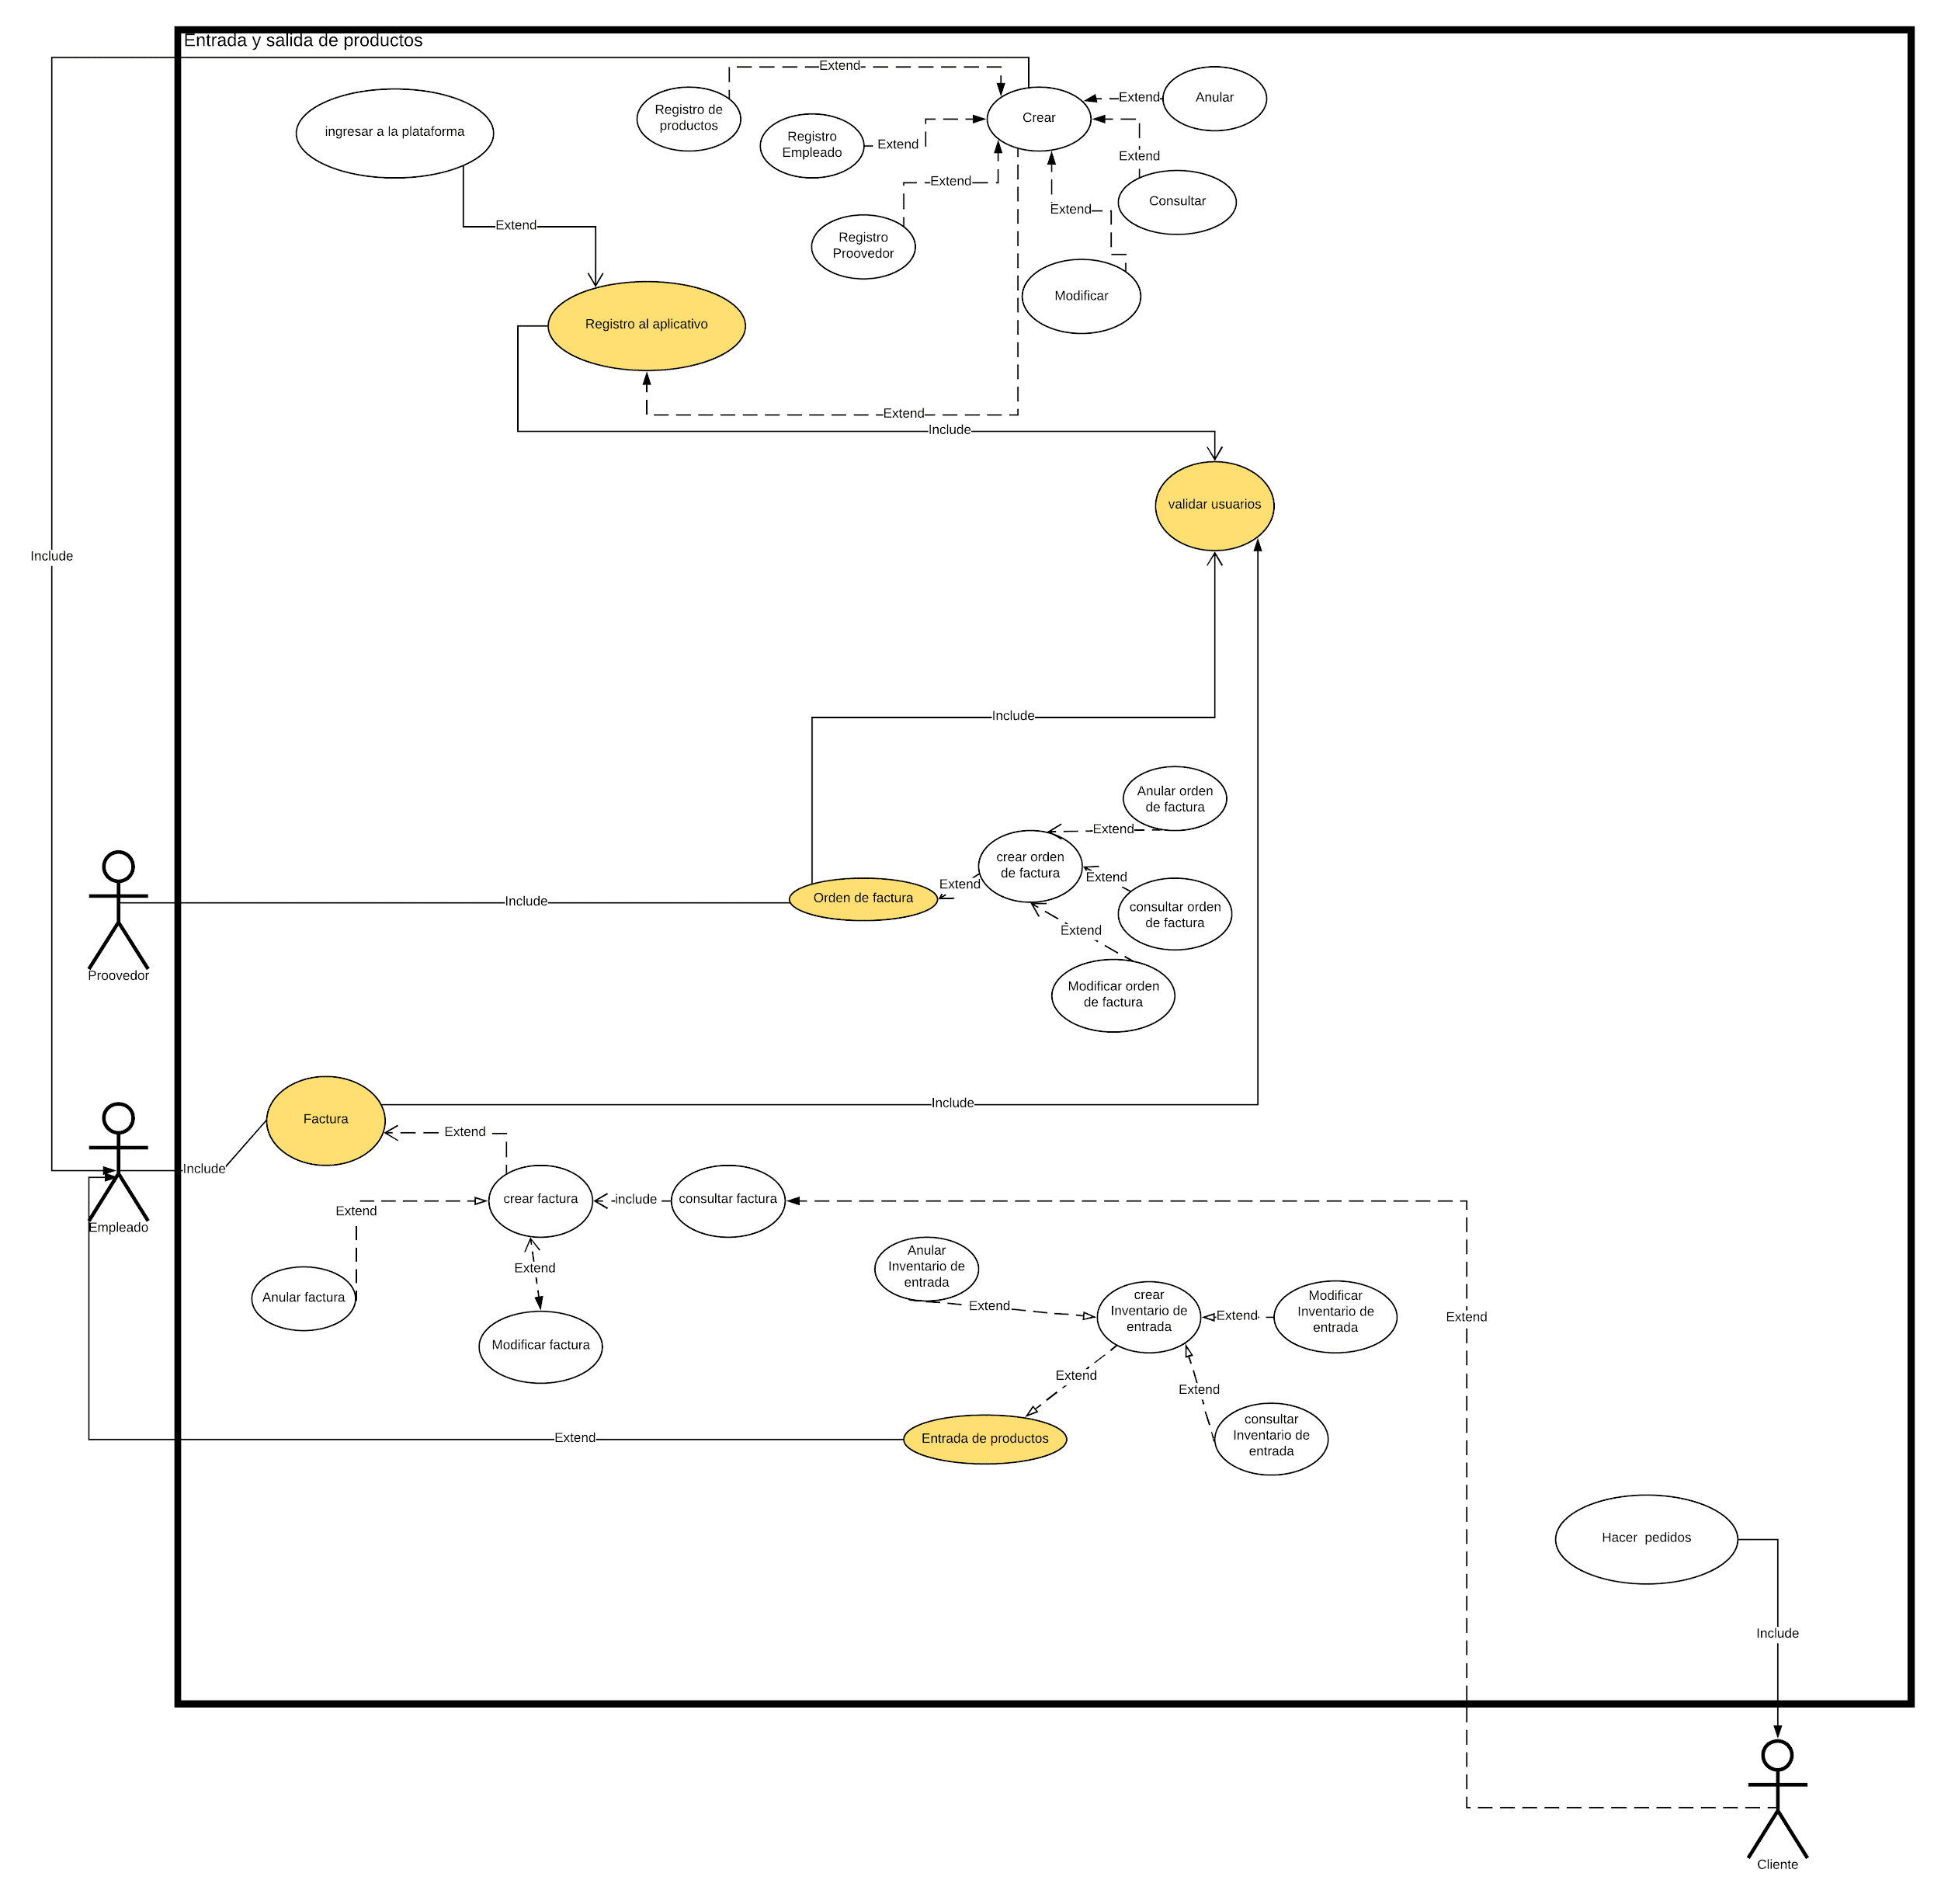 Entrada y salida de productos
Extend
Registro de
productos
Registro
Empleado
Extend
Crear
Extend
Anular
Extend
Consultar
ingresar a la plataforma
Extend
Registro
Proovedor
Extend
Modificar
Extend
Registro al aplicativo
Extend
Include
validar usuarios
Include
Include
Anular orden
de factura
Extend
crear orden
de factura
Extend
Extend
consultar orden
de factura
Orden de factura
Include
Extend
Modificar orden
de factura
Proovedor
Factura
Include
Extend
Include
Empleado
crear factura
include
consultar factura
Extend
Extend
Anular factura
Modificar factura
Anular
Inventario de
entrada
Extend
crear
Inventario de
entrada
Extend
Modificar
Inventario de
entrada
Extend
Extend
Extend
consultar
Inventario de
entrada
Entrada de productos
Extend
Hacer  pedidos
Include
Cliente